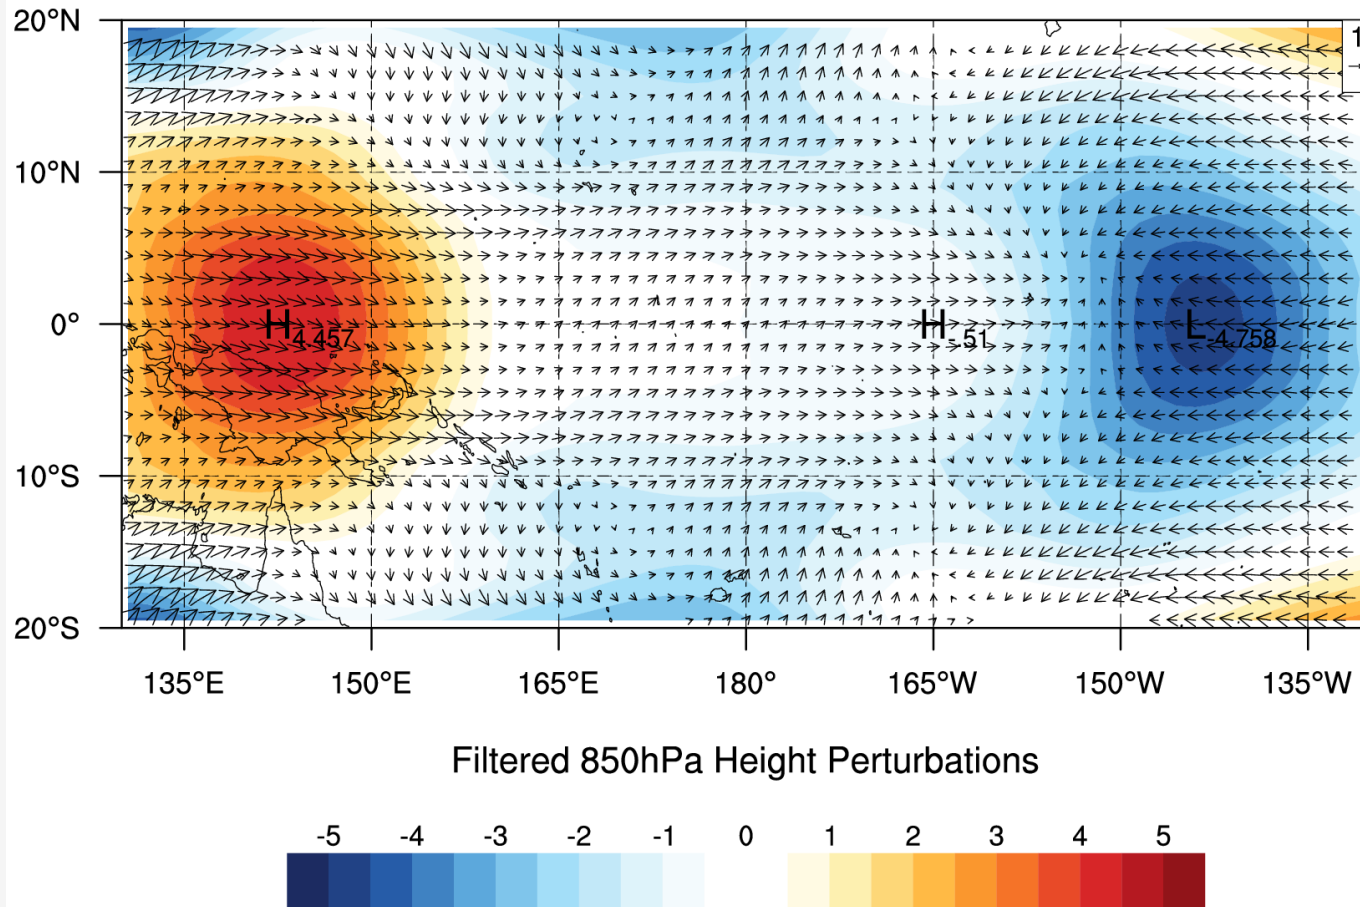 20°N
1
10°N
0°
H 4.457
H -.51
L -4.758
10°S
20°S
135°E 150°E 165°E 180° 165°W 150°W 135°W
Filtered 850hPa Height Perturbations
-5 -4 -3 -2 -1 0 1 2 3 4 5